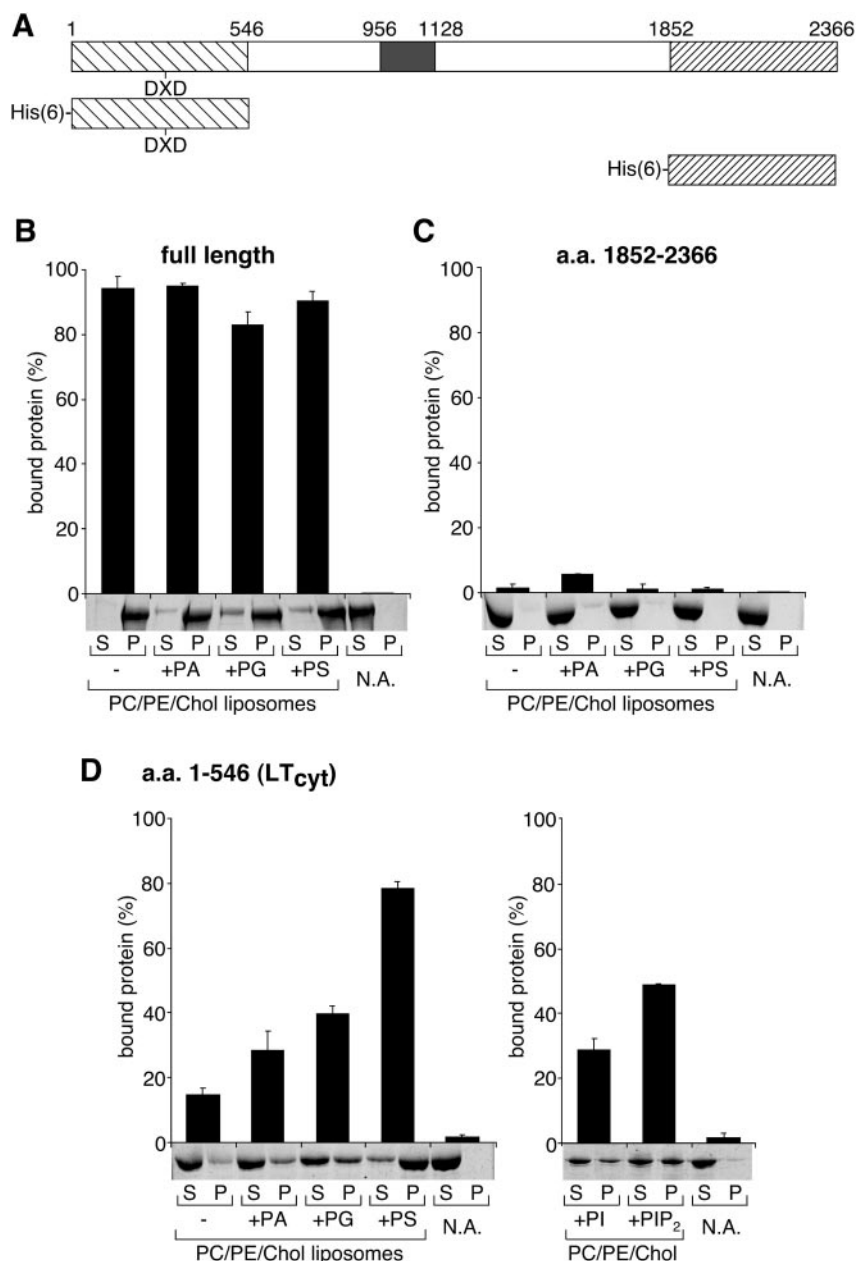 A
1 546 956 1128 1852 2366
DXD
His(6)-
DXD
His(6)-
B
full length
100
80
60
40
20
0
bound protein (%)
S P S P S P S P S P
- +PA +PG +PS N.A.
PC/PE/Chol liposomes
C
a.a. 1852-2366
100
80
60
40
20
0
bound protein (%)
S P S P S P S P S P
- +PA +PG +PS N.A.
PC/PE/Chol liposomes
D a.a. 1-546 (LTcyt)
100
80
60
40
20
0
bound protein (%)
S P S P S P S P S P
- +PA +PG +PS N.A.
PC/PE/Chol liposomes
100
80
60
40
20
0
bound protein (%)
S P S P S P
+PI +PIP2 N.A.
PC/PE/Chol